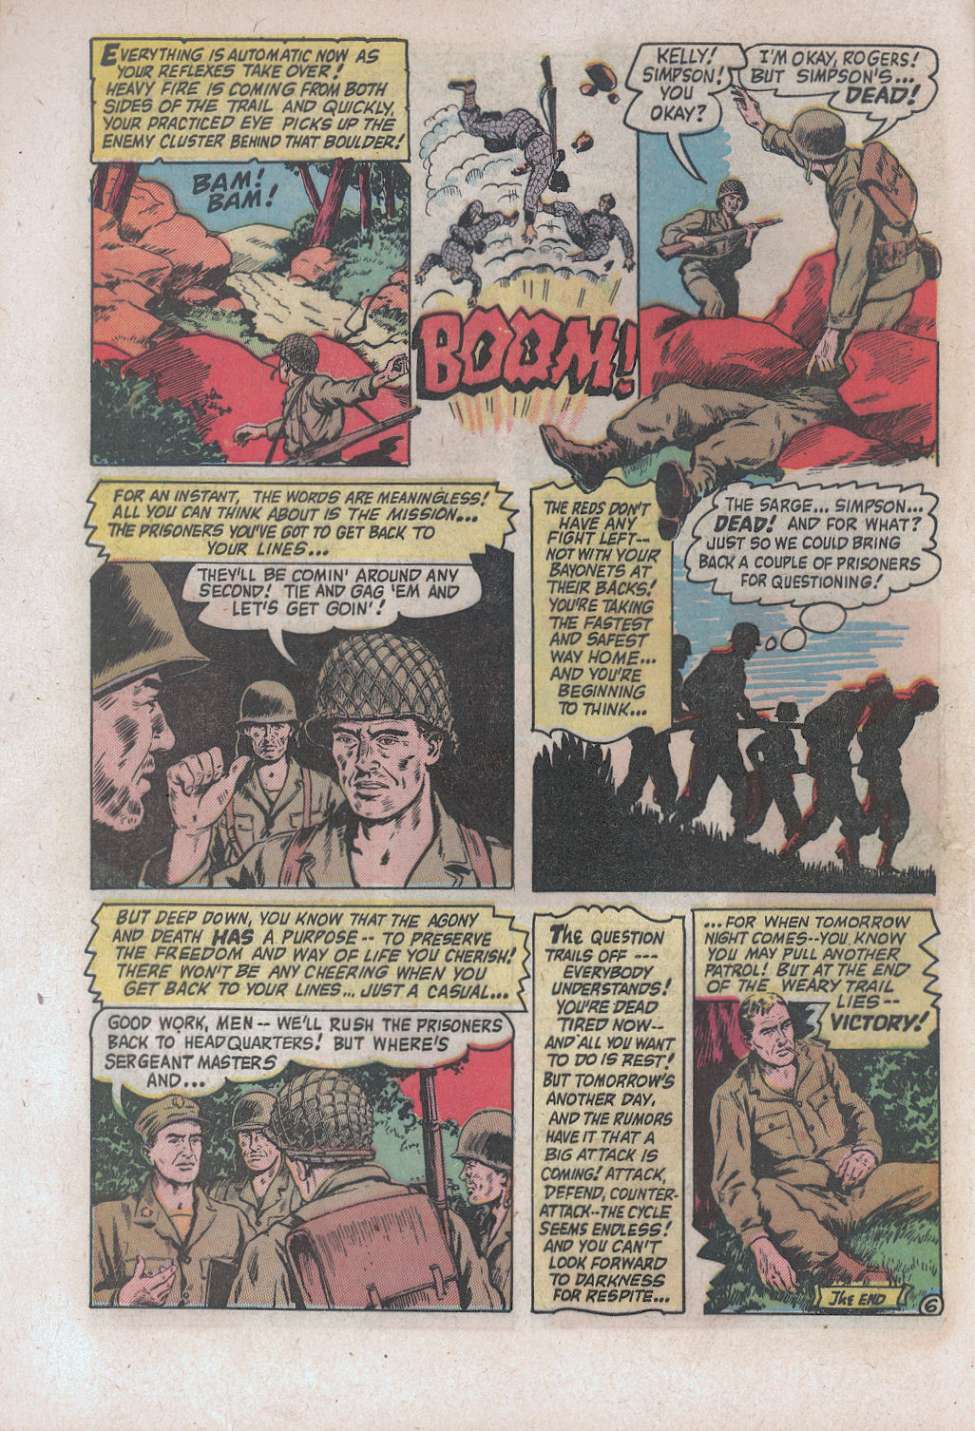 EVERYTHING IS AUTOMATIC NOW AS
YOUR REFLEXES TAKE OVER!
HEAVY FIRE IS COMING FROM BOTH
SIDES OF THE TRAIL AND QUICKLY,
YOUR PRACTICED EYE PICKS UP THE
ENEMY CLUSTER BEHIND THAT BOULDER!
BAM!
BAM!
BOOM!
KELLY!
SIMPSON!
YOU
OKAY?
I'M OKAY, ROGERS!
BUT SIMPSON'S...
DEAD!
FOR AN INSTANT, THE WORDS ARE MEANINGLESS!
ALL YOU CAN THINK ABOUT IS THE MISSION...
THE PRISONERS YOU'VE GOT TO GET BACK TO
YOUR LINES...
THEY'LL BE COMIN' AROUND ANY
SECOND! TIE AND GAG 'EM AND
LET'S GET GOIN'!
THE REDS DON'T
HAVE ANY
FIGHT LEFT--
NOT WITH YOUR
BAYONETS AT
THEIR BACKS!
YOU'RE TAKING
THE FASTEST
AND SAFEST
WAY HOME...
AND YOU'RE
BEGINNING
TO THINK...
THE SARGE... SIMPSON...
DEAD! AND FOR WHAT?
JUST SO WE COULD BRING
BACK A COUPLE OF PRISONERS
FOR QUESTIONING!
BUT DEEP DOWN, YOU KNOW THAT THE AGONY
AND DEATH HAS A PURPOSE-- TO PRESERVE
THE FREEDOM AND WAY OF LIFE YOU CHERISH!
THERE WON'T BE ANY CHEERING WHEN YOU
GET BACK TO YOUR LINES... JUST A CASUAL...
GOOD WORK, MEN-- WE'LL RUSH THE PRISONERS
BACK TO HEADQUARTERS! BUT WHERE'S
SERGEANT MASTERS
AND...
THE QUESTION
TRAILS OFF ---
EVERYBODY
UNDERSTANDS!
YOU'RE DEAD
TIRED NOW--
AND ALL YOU WANT
TO DO IS REST!
BUT TOMORROW'S
ANOTHER DAY,
AND THE RUMORS
HAVE IT THAT A
BIG ATTACK IS
COMING! ATTACK,
DEFEND, COUNTER-
ATTACK--THE CYCLE
SEEMS ENDLESS!
AND YOU CAN'T
LOOK FORWARD
TO DARKNESS
FOR RESPITE...
...FOR WHEN TOMORROW
NIGHT COMES--YOU KNOW
YOU MAY PULL ANOTHER
PATROL! BUT AT THE END
OF THE WEARY TRAIL
LIES--
VICTORY!
THE END
6